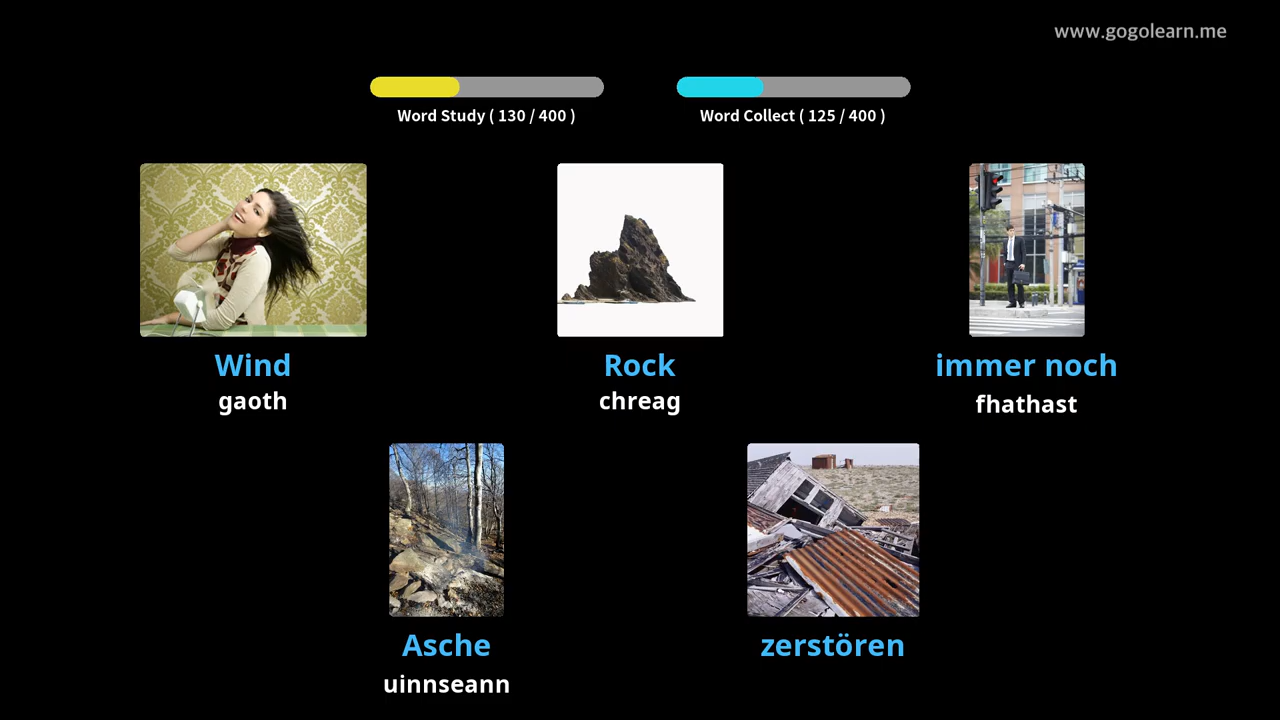 www.gogolearn.me
Word Study ( 130 / 400 )
Word Collect ( 125 / 400 )
Wind
gaoth
Rock
chreag
immer noch
fhathast
Asche
uinnseann
zerstören